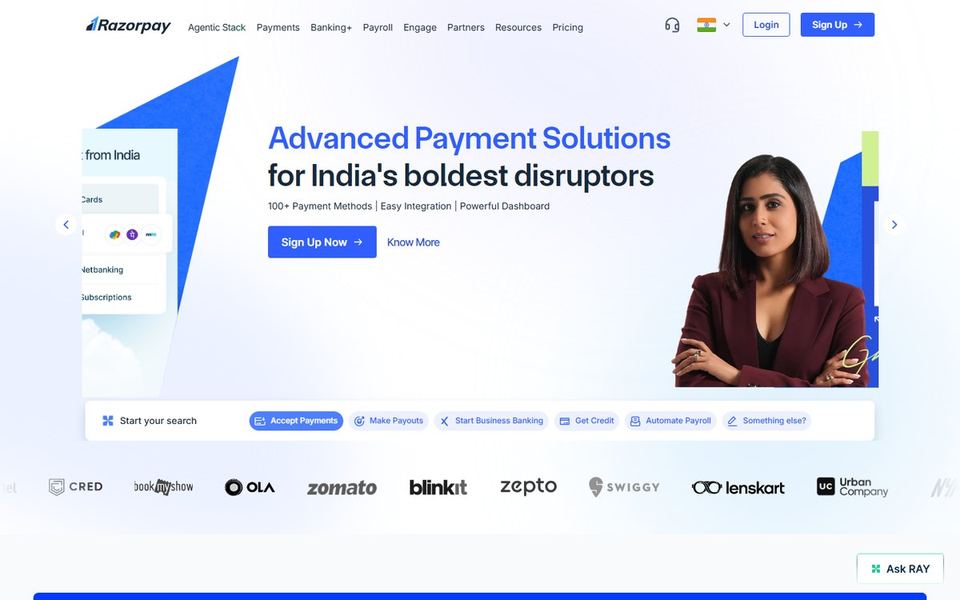 Razorpay
Agentic Stack Payments Banking+ Payroll Engage Partners Resources Pricing
Login
Sign Up →
from India
Cards
Netbanking
Subscriptions
Advanced Payment Solutions
for India's boldest disruptors
100+ Payment Methods | Easy Integration | Powerful Dashboard
Sign Up Now →
Know More
Start your search
Accept Payments
Make Payouts
Start Business Banking
Get Credit
Automate Payroll
Something else?
CRED
bookmyshow
OLA
zomato
blinkit
zepto
SWIGGY
lenskart
UC Urban
Company
Ask RAY